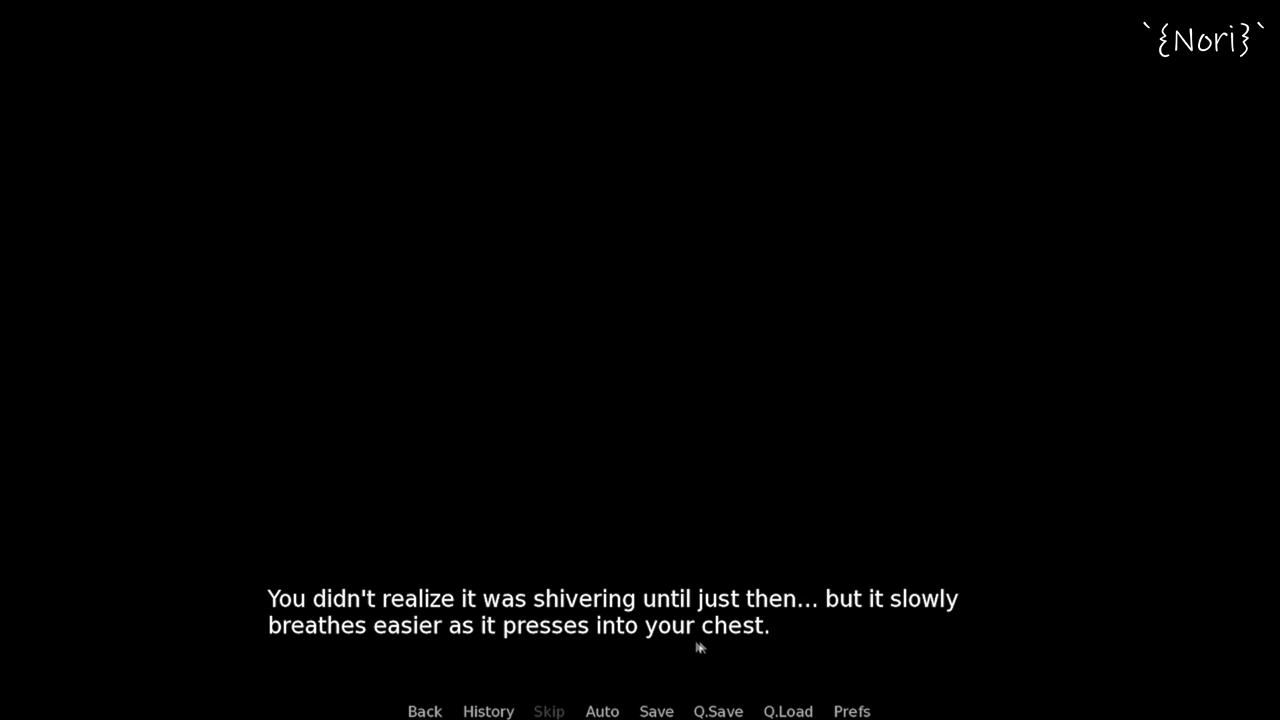 `{Nori}`
You didn't realize it was shivering until just then... but it slowly
breathes easier as it presses into your chest.
Back History Skip Auto Save Q.Save Q.Load Prefs